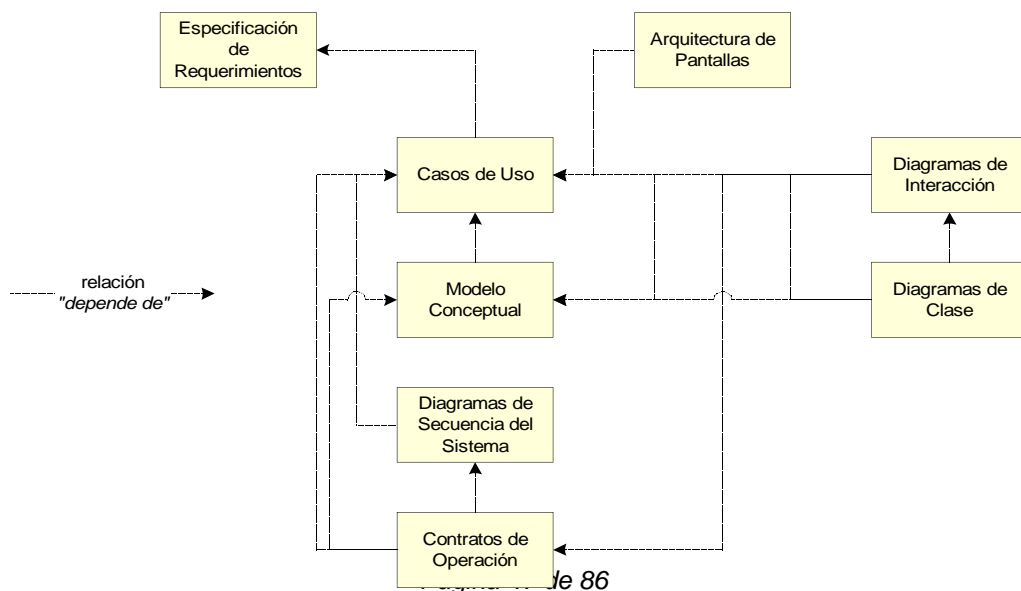 Especificación
de
Requerimientos
Arquitectura de
Pantallas
Casos de Uso
Diagramas de
Interacción
relación
"depende de"
Modelo
Conceptual
Diagramas de
Clase
Diagramas de
Secuencia del
Sistema
Contratos de
Operación
de 86